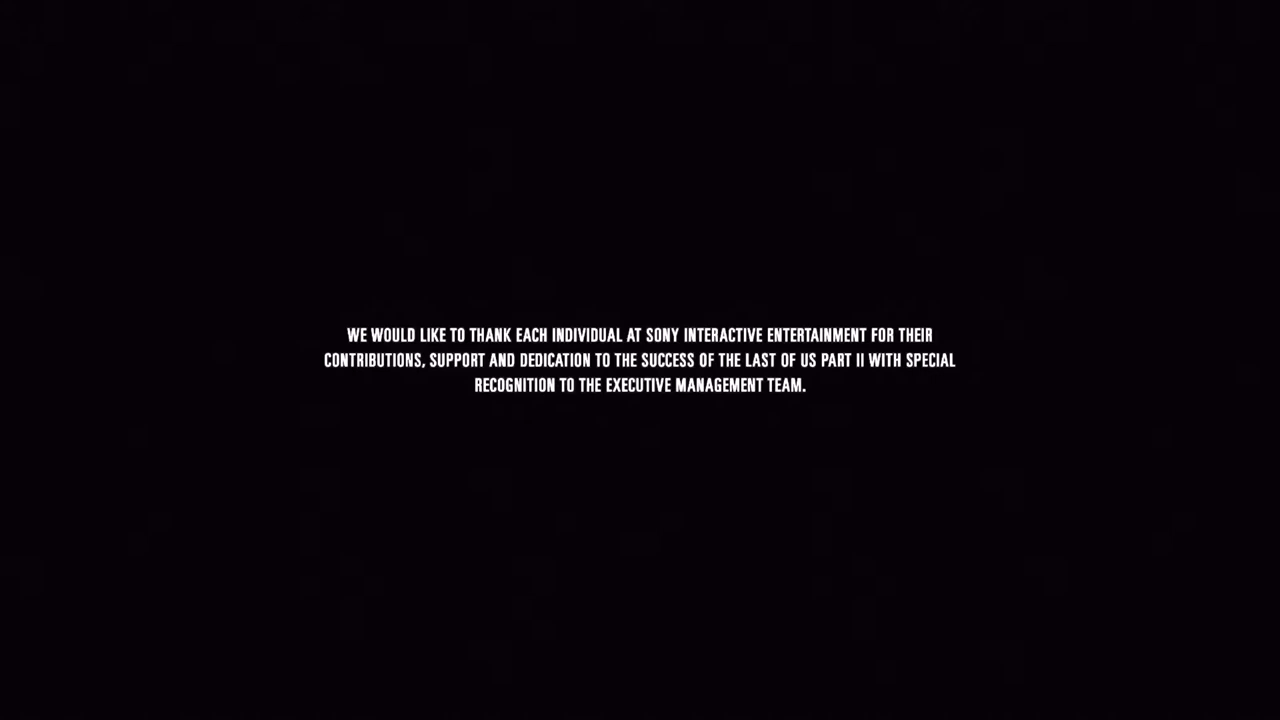 WE WOULD LIKE TO THANK EACH INDIVIDUAL AT SONY INTERACTIVE ENTERTAINMENT FOR THEIR
CONTRIBUTIONS, SUPPORT AND DEDICATION TO THE SUCCESS OF THE LAST OF US PART II WITH SPECIAL
RECOGNITION TO THE EXECUTIVE MANAGEMENT TEAM.